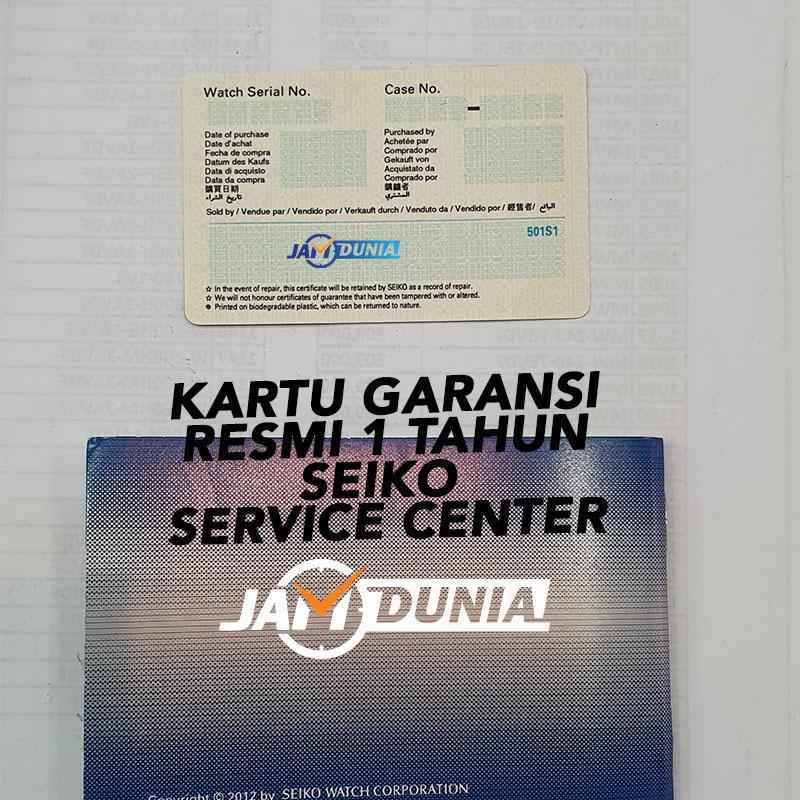 Watch Serial No.
Case No.
Date of purchase
Date d'achat
Fecha de compra
Datum des Kaufs
Data di acquisto
Data da compra
購買日期
تاريخ الشراء
Purchased by
Achetée par
Comprado por
Gekauft von
Acquistato da
Comprado por
購錶者
المشتري
Sold by / Vendue par / Vendido por / Verkauft durch / Venduto da / Vendido por / 經售者/ البائع
501S1
JAM DUNIA
☆ In the event of repair, this certificate will be retained by SEIKO as a record of repair.
☆ We will not honour certificates of guarantee that have been tampered with or altered.
● Printed on biodegradable plastic, which can be returned to nature.
KARTU GARANSI
RESMI 1 TAHUN
SEIKO
SERVICE CENTER
JAM DUNIA
Copyright © 2012 by SEIKO WATCH CORPORATION